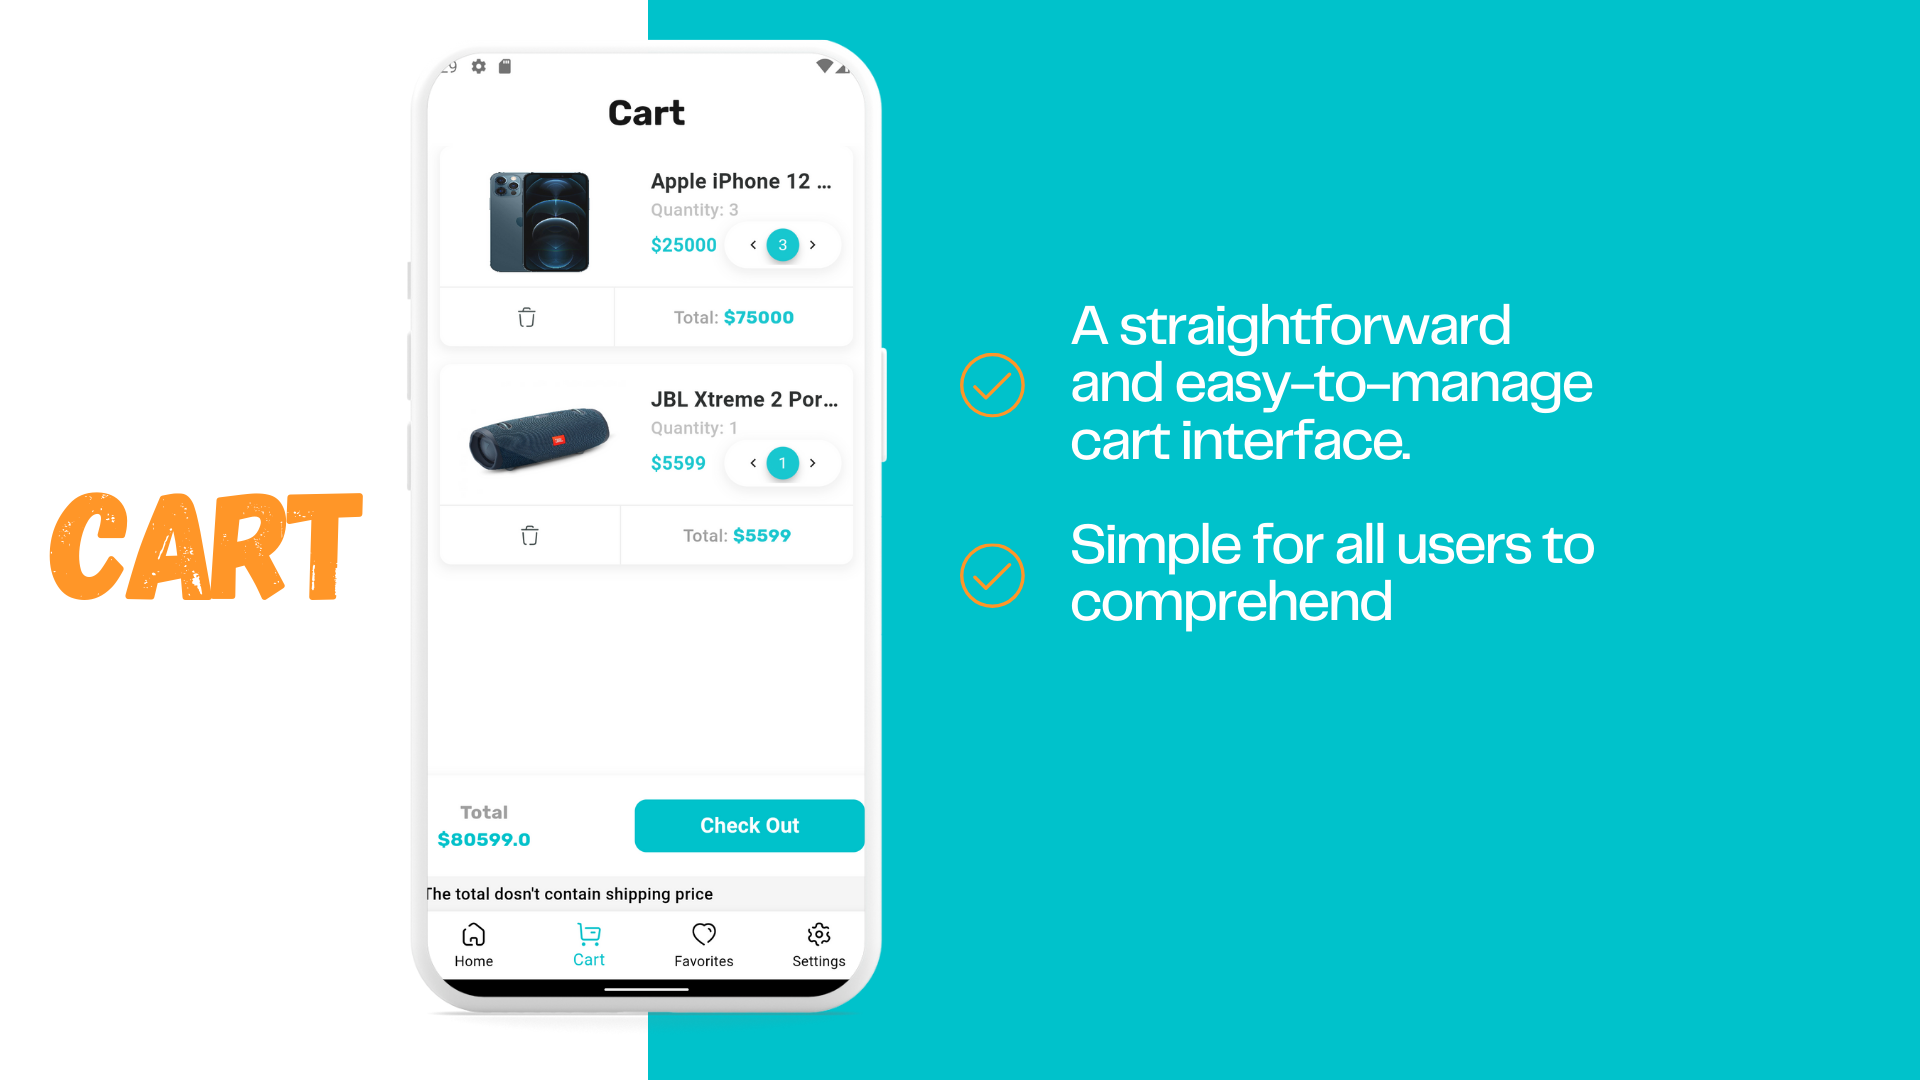 CART
Cart
Apple iPhone 12 ...
Quantity: 3
$25000
3
Total: $75000
JBL Xtreme 2 Por...
Quantity: 1
$5599
1
Total: $5599
Total
$80599.0
Check Out
The total dosn't contain shipping price
Home
Cart
Favorites
Settings
A straightforward
and easy-to-manage
cart interface.
Simple for all users to
comprehend